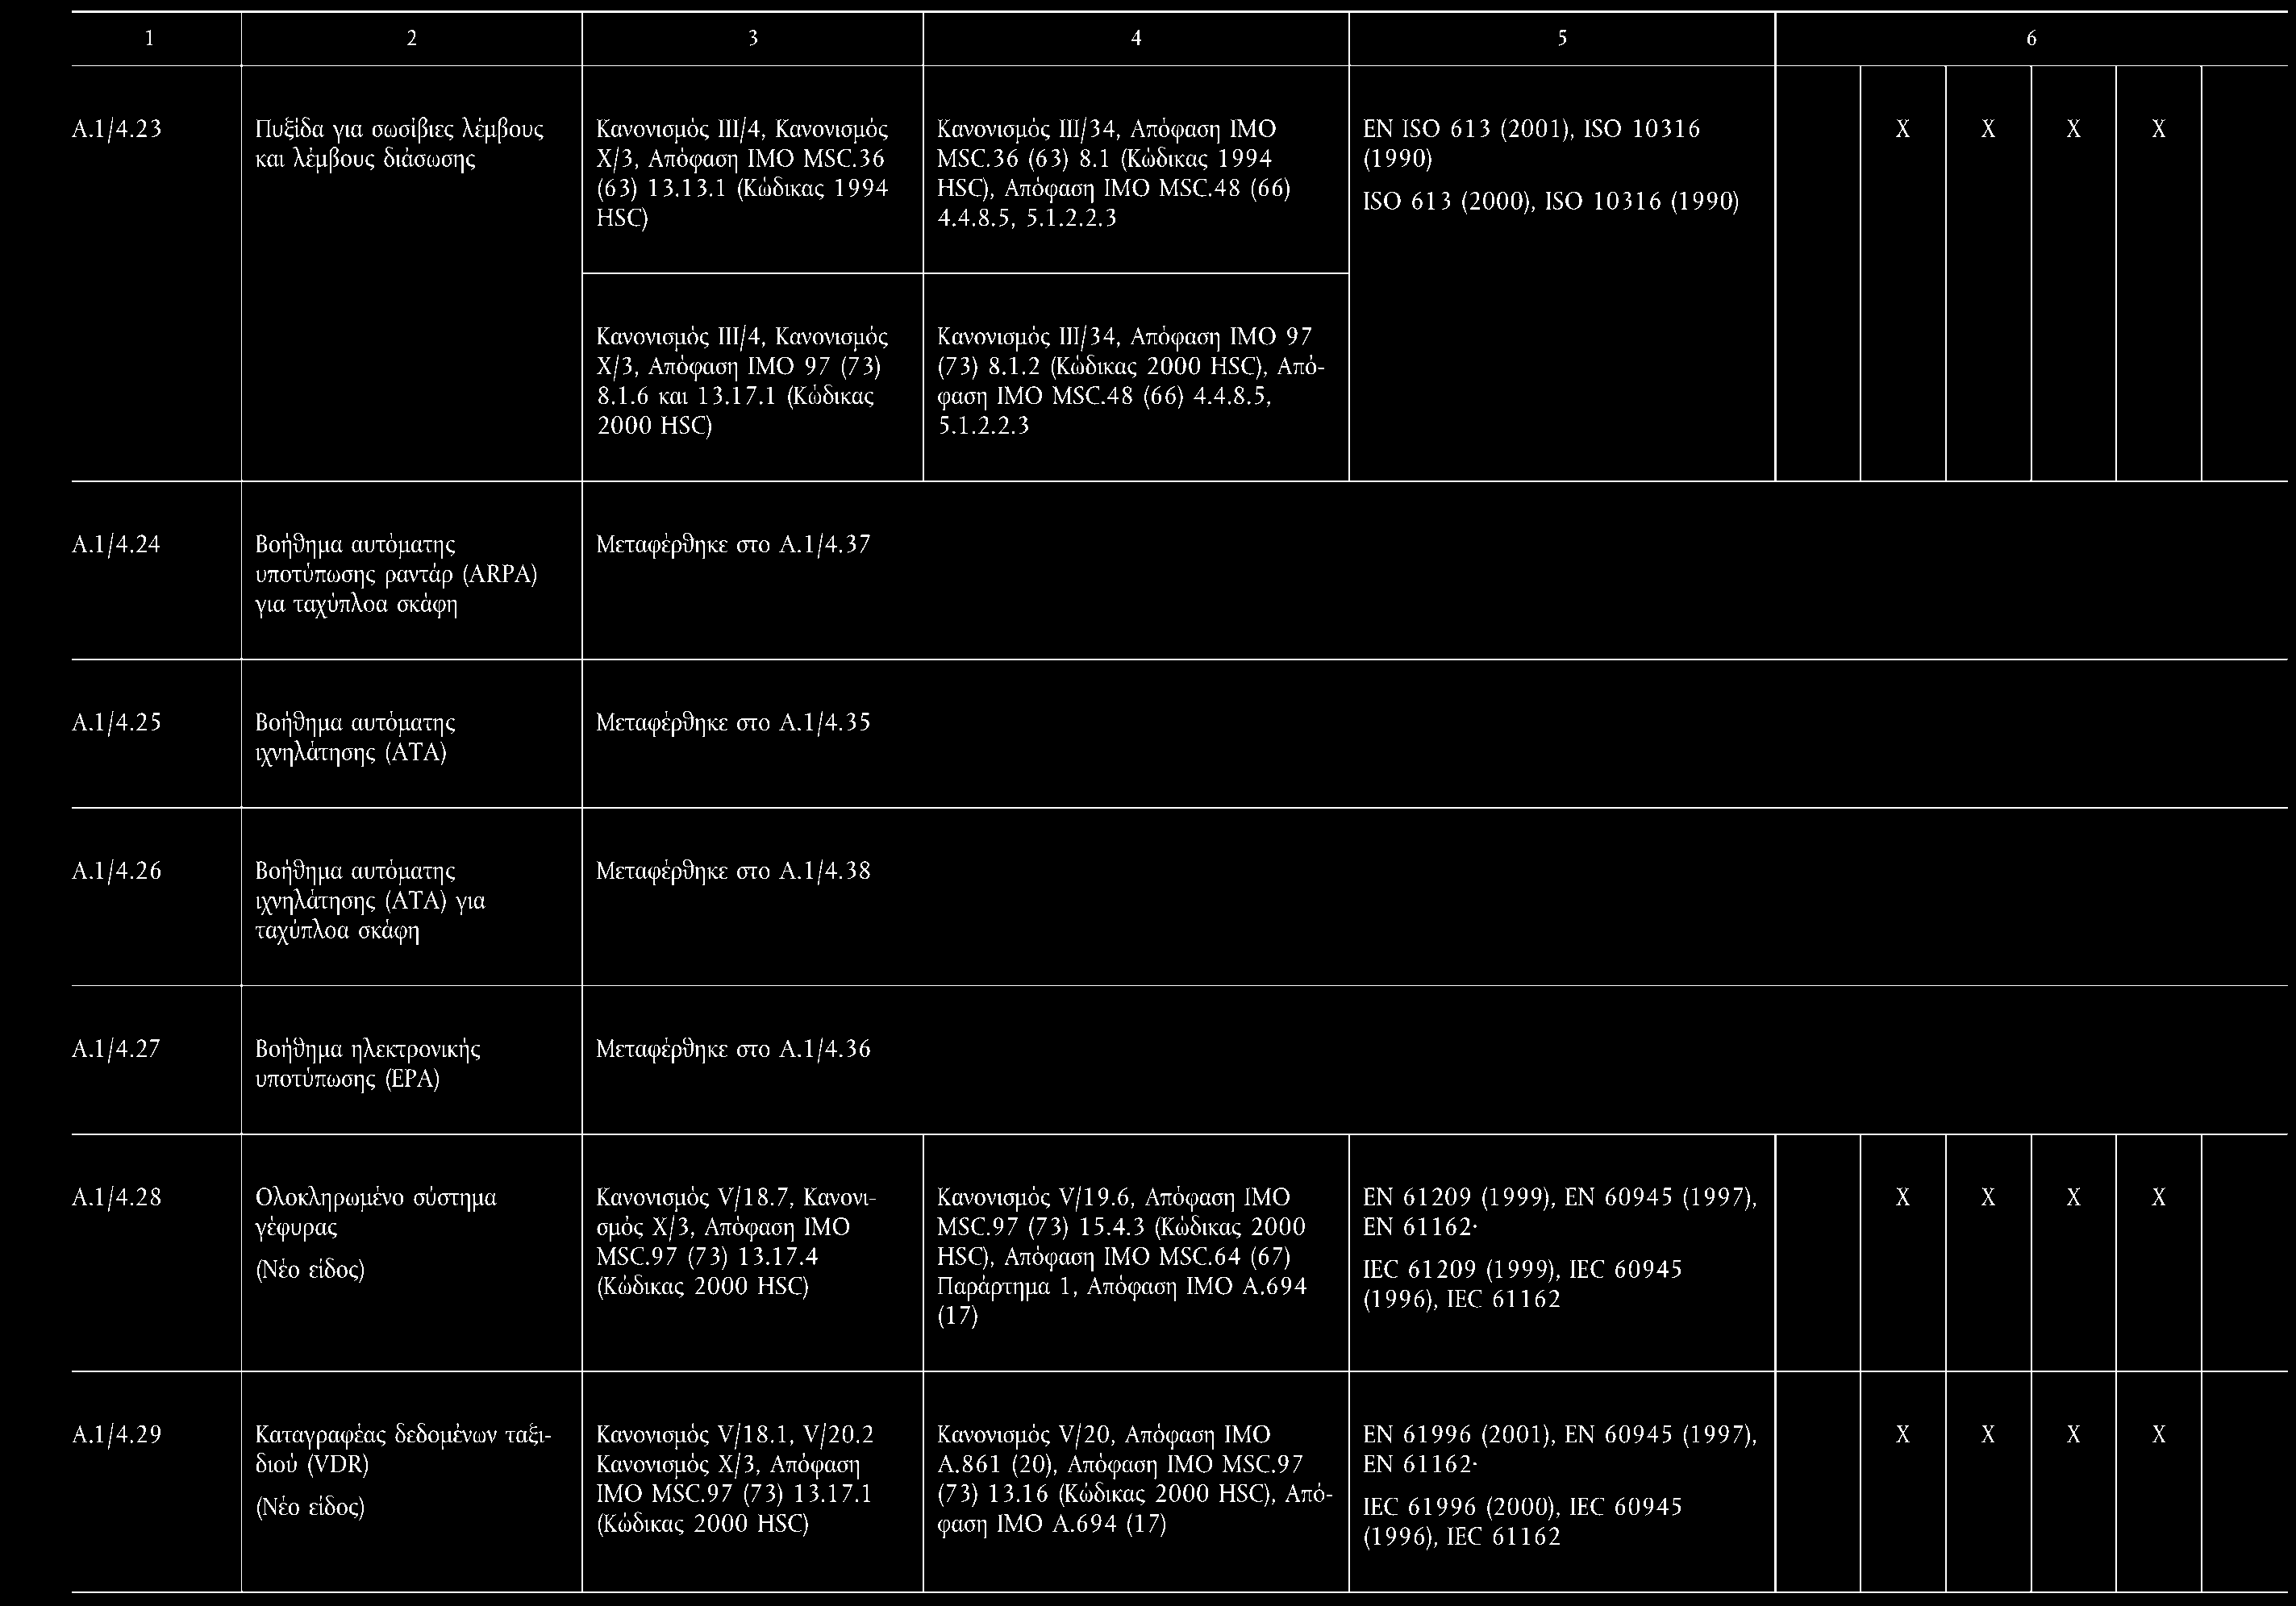 1 2 3 4 5 6
Α.1/4.23
Πυξίδα για σωσίβιες λέμβους
και λέμβους διάσωσης
Κανονισμός III/4, Κανονισμός
X/3, Απόφαση IMO MSC.36
(63) 13.13.1 (Κώδικας 1994
HSC)
Κανονισμός III/34, Απόφαση IMO
MSC.36 (63) 8.1 (Κώδικας 1994
HSC), Απόφαση IMO MSC.48 (66)
4.4.8.5, 5.1.2.2.3
EN ISO 613 (2001), ISO 10316
(1990)
ISO 613 (2000), ISO 10316 (1990)
X X X X
Κανονισμός III/4, Κανονισμός
X/3, Απόφαση IMO 97 (73)
8.1.6 και 13.17.1 (Κώδικας
2000 HSC)
Κανονισμός III/34, Απόφαση IMO 97
(73) 8.1.2 (Κώδικας 2000 HSC), Από-
φαση IMO MSC.48 (66) 4.4.8.5,
5.1.2.2.3
Α.1/4.24
Βοήθημα αυτόματης
υποτύπωσης ραντάρ (ARPA)
για ταχύπλοα σκάφη
Μεταφέρθηκε στο Α.1/4.37
Α.1/4.25
Βοήθημα αυτόματης
ιχνηλάτησης (ATA)
Μεταφέρθηκε στο Α.1/4.35
Α.1/4.26
Βοήθημα αυτόματης
ιχνηλάτησης (ATA) για
ταχύπλοα σκάφη
Μεταφέρθηκε στο Α.1/4.38
Α.1/4.27
Βοήθημα ηλεκτρονικής
υποτύπωσης (EPA)
Μεταφέρθηκε στο Α.1/4.36
Α.1/4.28
Ολοκληρωμένο σύστημα
γέφυρας
(Νέο είδος)
Κανονισμός V/18.7, Κανονι-
σμός X/3, Απόφαση IMO
MSC.97 (73) 13.17.4
(Κώδικας 2000 HSC)
Κανονισμός V/19.6, Απόφαση IMO
MSC.97 (73) 15.4.3 (Κώδικας 2000
HSC), Απόφαση IMO MSC.64 (67)
Παράρτημα 1, Απόφαση IMO A.694
(17)
EN 61209 (1999), EN 60945 (1997),
EN 61162·
IEC 61209 (1999), IEC 60945
(1996), IEC 61162
X X X X
Α.1/4.29
Καταγραφέας δεδομένων ταξι-
διού (VDR)
(Νέο είδος)
Κανονισμός V/18.1, V/20.2
Κανονισμός X/3, Απόφαση
IMO MSC.97 (73) 13.17.1
(Κώδικας 2000 HSC)
Κανονισμός V/20, Απόφαση IMO
A.861 (20), Απόφαση IMO MSC.97
(73) 13.16 (Κώδικας 2000 HSC), Από-
φαση IMO A.694 (17)
EN 61996 (2001), EN 60945 (1997),
EN 61162·
IEC 61996 (2000), IEC 60945
(1996), IEC 61162
X X X X